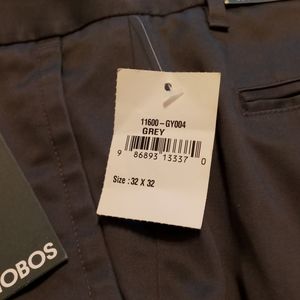 11600-GY004
GREY
9 86893 13337 0
Size : 32 X 32
OBOS